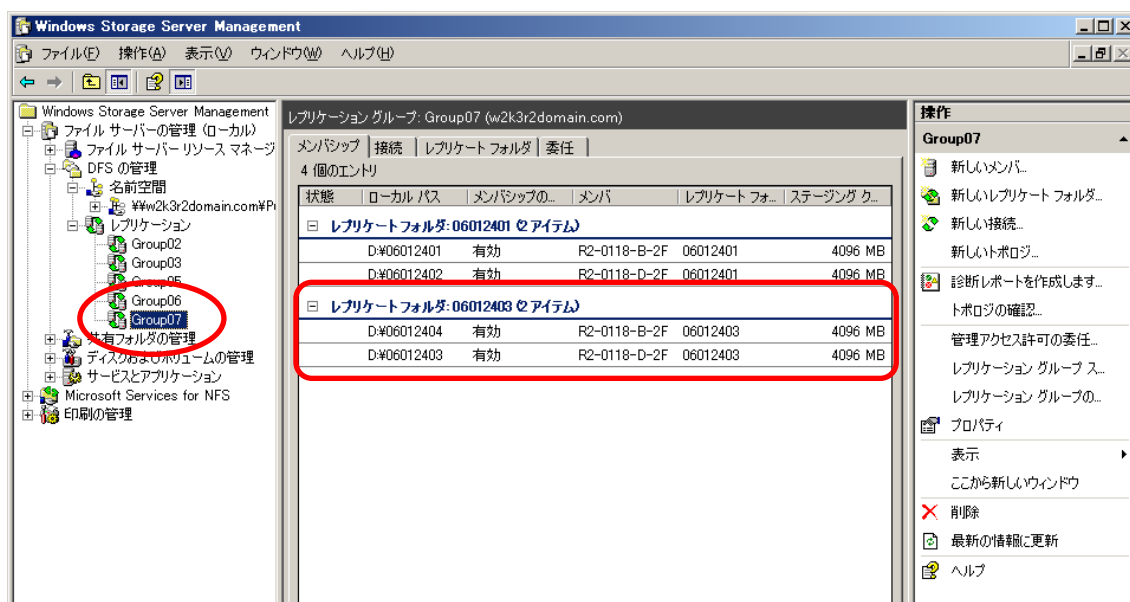 Windows Storage Server Management
ファイル(F) 操作(A) 表示(V) ウィンドウ(W) ヘルプ(H)
Windows Storage Server Management
ファイル サーバーの管理 (ローカル)
ファイル サーバー リソース マネージ
DFS の管理
名前空間
¥¥w2k3r2domain.com¥P
レプリケーション
Group02
Group03
Group05
Group06
Group07
共有フォルダの管理
ディスクおよびボリュームの管理
サービスとアプリケーション
Microsoft Services for NFS
印刷の管理
レプリケーション グループ: Group07 (w2k3r2domain.com)
メンバシップ 接続 レプリケート フォルダ 委任
4 個のエントリ
状態 ローカル パス メンバシップの... メンバ レプリケート フォ... ステージング ク...
レプリケート フォルダ: 06012401 (2 アイテム)
D:¥06012401 有効 R2-0118-B-2F 06012401 4096 MB
D:¥06012402 有効 R2-0118-D-2F 06012401 4096 MB
レプリケート フォルダ: 06012403 (2 アイテム)
D:¥06012404 有効 R2-0118-B-2F 06012403 4096 MB
D:¥06012403 有効 R2-0118-D-2F 06012403 4096 MB
操作
Group07
新しいメンバ...
新しいレプリケート フォルダ...
新しい接続...
新しいトポロジ...
診断レポートを作成します...
トポロジの確認...
管理アクセス許可の委任...
レプリケーション グループ ス...
レプリケーション グループの...
プロパティ
表示
ここから新しいウィンドウ
削除
最新の情報に更新
ヘルプ